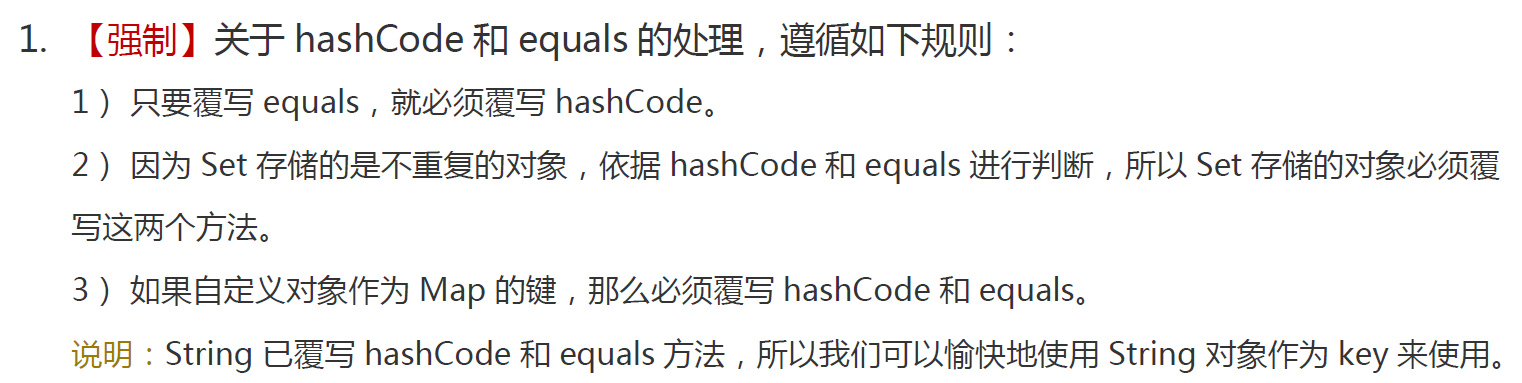 1. 【强制】关于 hashCode 和 equals 的处理，遵循如下规则：
1） 只要覆写 equals，就必须覆写 hashCode。
2） 因为 Set 存储的是不重复的对象，依据 hashCode 和 equals 进行判断，所以 Set 存储的对象必须覆
写这两个方法。
3） 如果自定义对象作为 Map 的键，那么必须覆写 hashCode 和 equals。
说明：String 已覆写 hashCode 和 equals 方法，所以我们可以愉快地使用 String 对象作为 key 来使用。